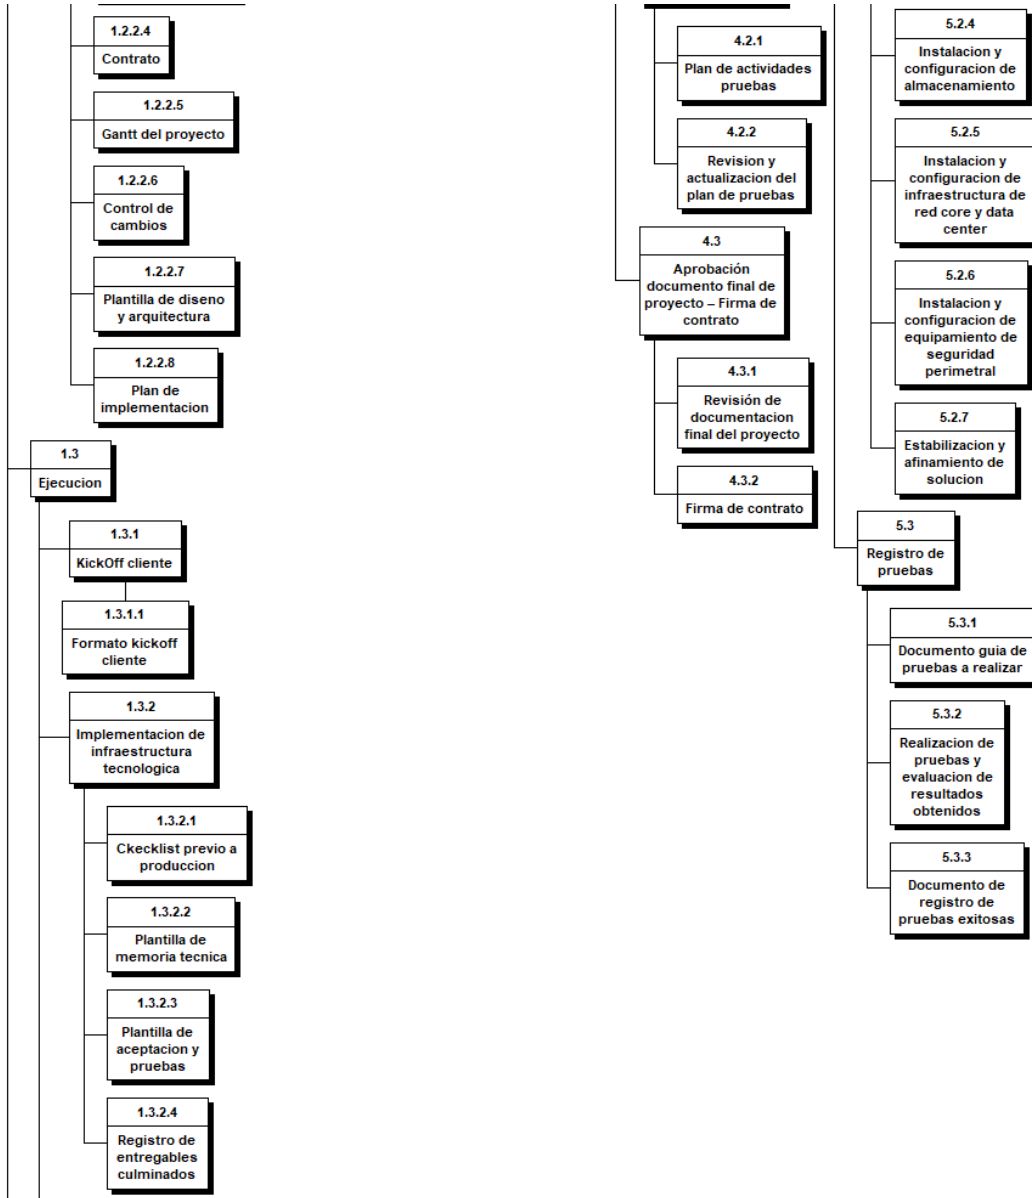 1.2.2.4
Contrato
1.2.2.5
Gantt del proyecto
1.2.2.6
Control de
cambios
1.2.2.7
Plantilla de diseno
y arquitectura
1.2.2.8
Plan de
implementacion
1.3
Ejecucion
1.3.1
KickOff cliente
1.3.1.1
Formato kickoff
cliente
1.3.2
Implementacion de
infraestructura
tecnologica
1.3.2.1
Ckecklist previo a
produccion
1.3.2.2
Plantilla de
memoria tecnica
1.3.2.3
Plantilla de
aceptacion y
pruebas
1.3.2.4
Registro de
entregables
culminados
4.2.1
Plan de actividades
pruebas
4.2.2
Revision y
actualizacion del
plan de pruebas
4.3
Aprobación
documento final de
proyecto – Firma de
contrato
4.3.1
Revisión de
documentacion
final del proyecto
4.3.2
Firma de contrato
5.2.4
Instalacion y
configuracion de
almacenamiento
5.2.5
Instalacion y
configuracion de
infraestructura de
red core y data
center
5.2.6
Instalacion y
configuracion de
equipamiento de
seguridad
perimetral
5.2.7
Estabilizacion y
afinamiento de
solucion
5.3
Registro de
pruebas
5.3.1
Documento guia de
pruebas a realizar
5.3.2
Realizacion de
pruebas y
evaluacion de
resultados
obtenidos
5.3.3
Documento de
registro de
pruebas exitosas